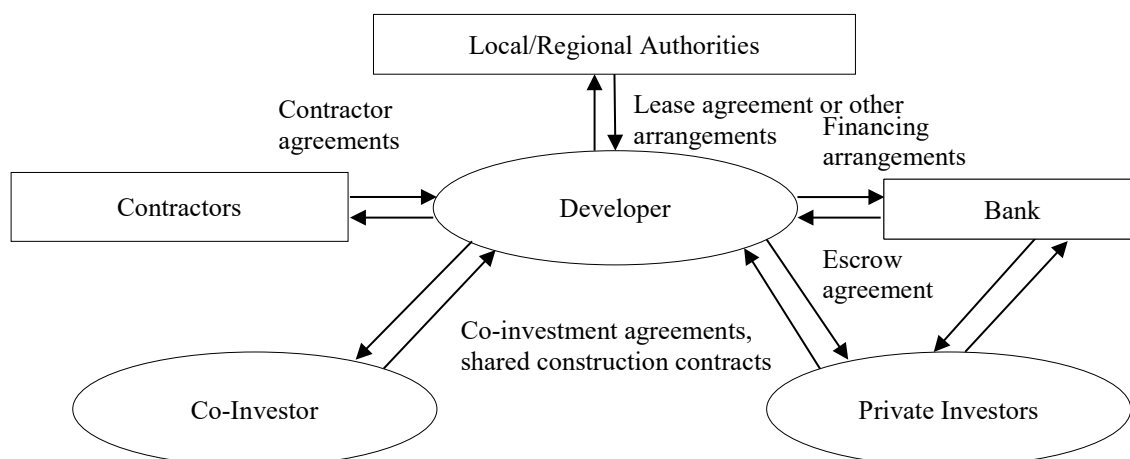 Local/Regional Authorities
Contractor
agreements
Lease agreement or other
arrangements
Financing
arrangements
Contractors
Developer
Bank
Escrow
agreement
Co-investment agreements,
shared construction contracts
Co-Investor
Private Investors